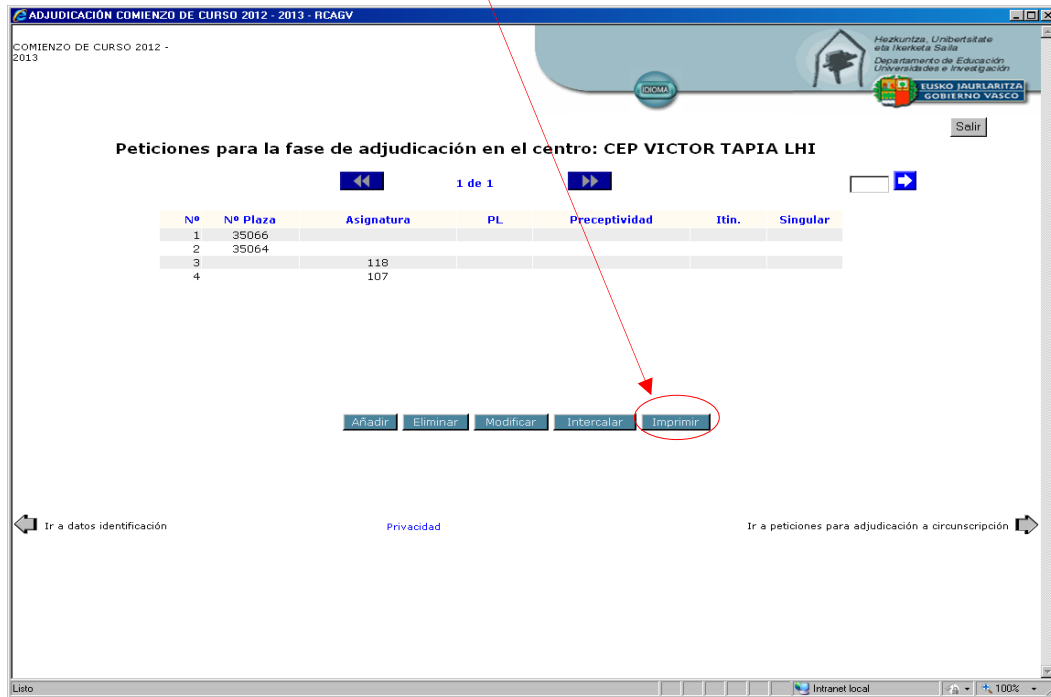 ADJUDICACIÓN COMIENZO DE CURSO 2012 - 2013 - RCAGV
COMIENZO DE CURSO 2012 -
2013
Hezkuntza, Unibertsitate
eta Ikerketa Saila
Departamento de Educación
Universidades e Investigación
IDIOMA
EUSKO JAURLARITZA
GOBIERNO VASCO
Salir
Peticiones para la fase de adjudicación en el centro: CEP VICTOR TAPIA LHI
1 de 1
Nº Nº Plaza Asignatura PL Preceptividad Itin. Singular
1 35066
2 35064
3 118
4 107
Añadir Eliminar Modificar Intercalar Imprimir
Ir a datos identificación Privacidad Ir a peticiones para adjudicación a circunscripción
Listo Intranet local 100%